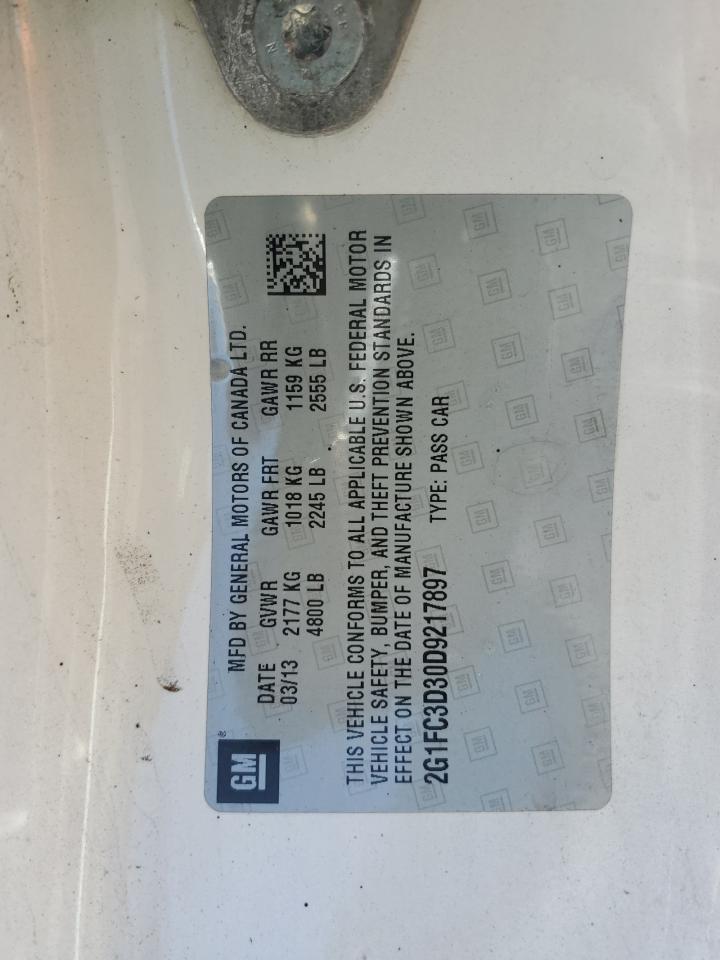 GM
MFD BY GENERAL MOTORS OF CANADA LTD.
DATE GVWR GAWR FRT GAWR RR
03/13 2177 KG 1018 KG 1159 KG
4800 LB 2245 LB 2555 LB
THIS VEHICLE CONFORMS TO ALL APPLICABLE U.S. FEDERAL MOTOR
VEHICLE SAFETY, BUMPER, AND THEFT PREVENTION STANDARDS IN
EFFECT ON THE DATE OF MANUFACTURE SHOWN ABOVE.
2G1FC3D30D9217897 TYPE: PASS CAR